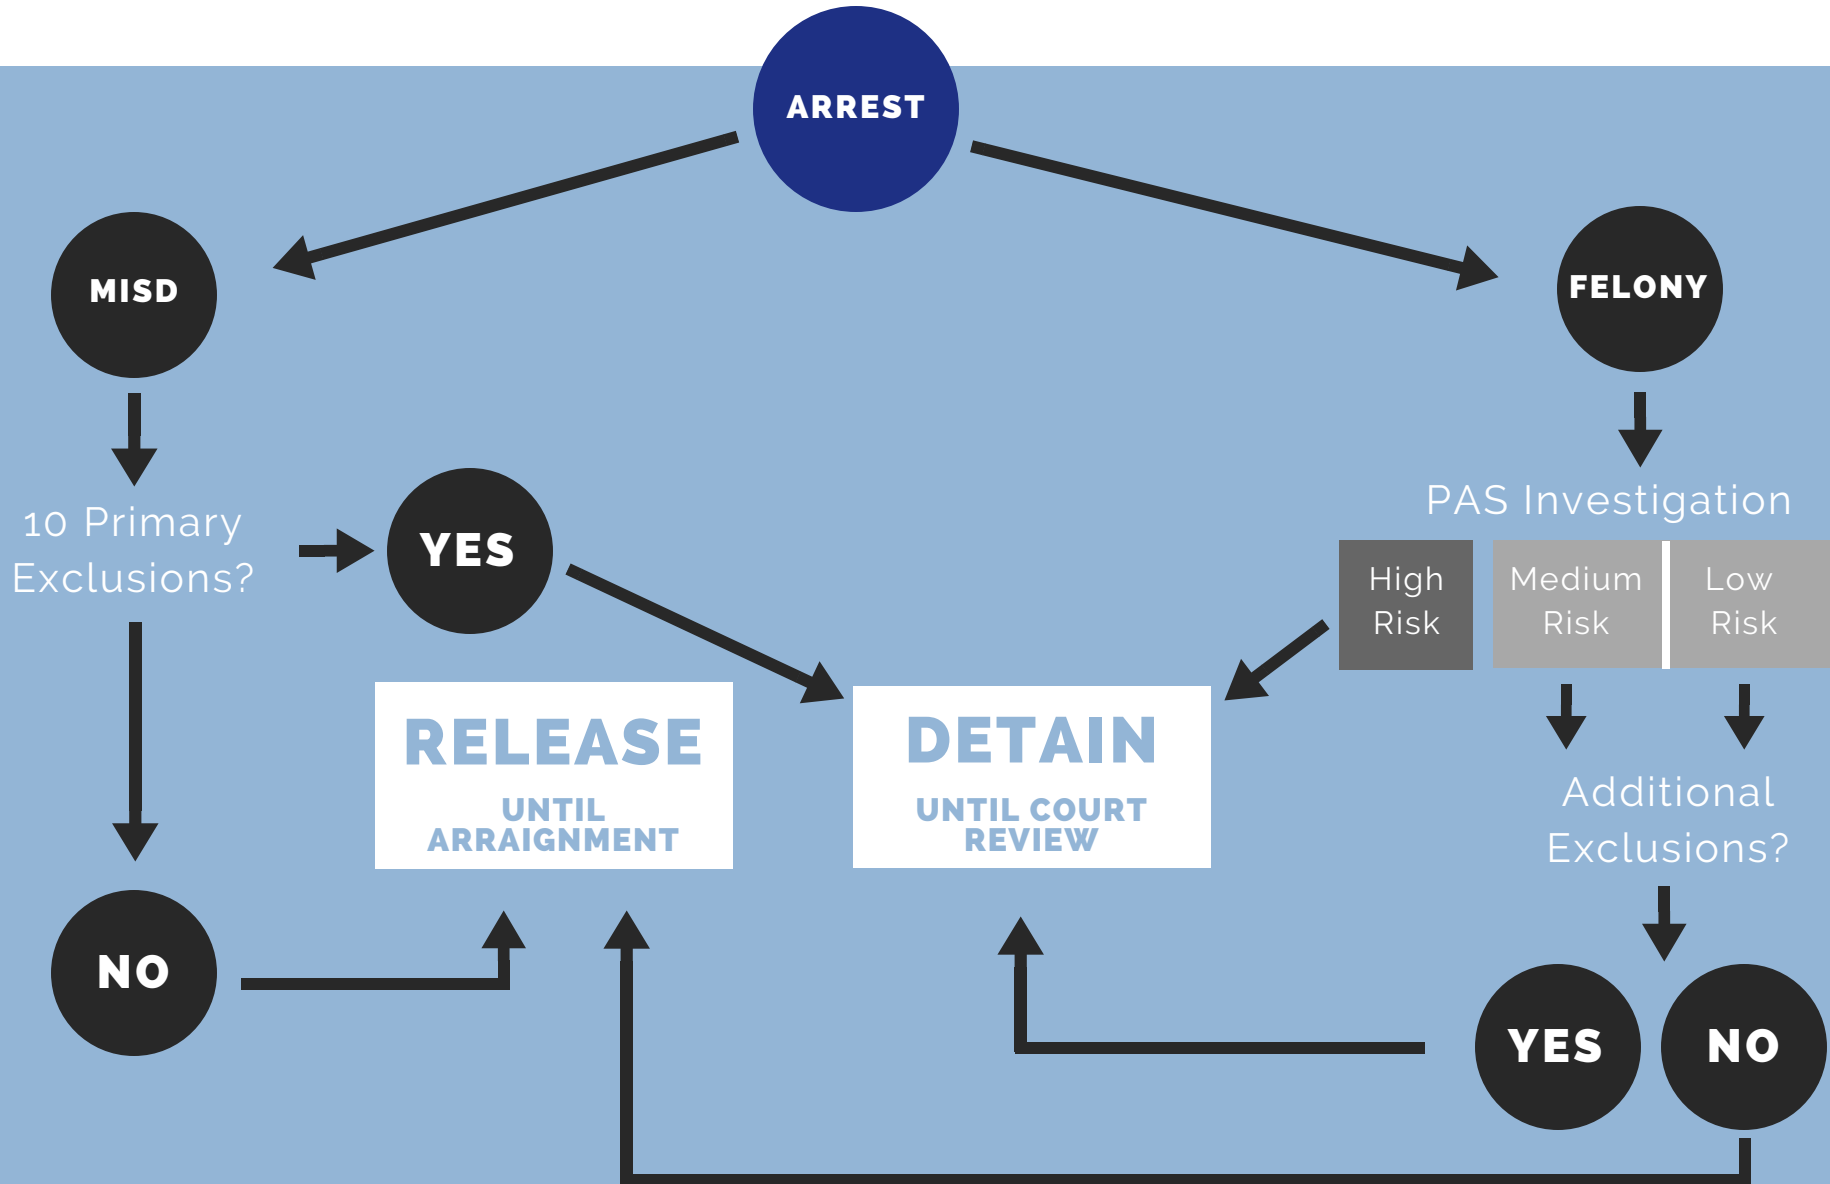 ARREST
MISD
FELONY
10 Primary
Exclusions?
YES
PAS Investigation
High
Risk
Medium
Risk
Low
Risk
RELEASE
UNTIL
ARRAIGNMENT
DETAIN
UNTIL COURT
REVIEW
Additional
Exclusions?
NO
YES
NO